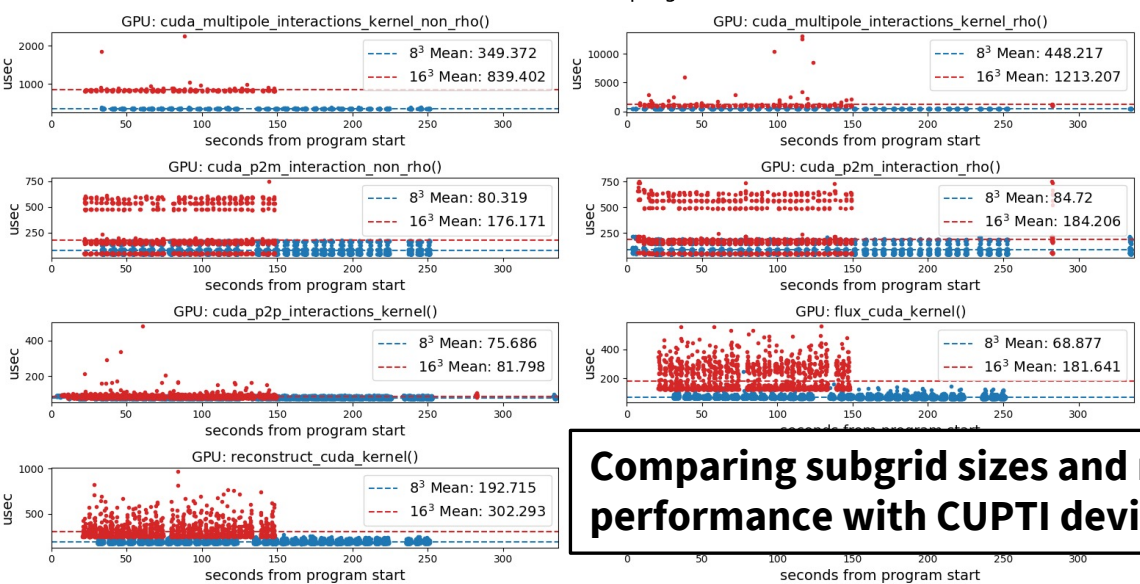 GPU: cuda_multipole_interactions_kernel_non_rho()
usec
2000
1000
8³ Mean: 349.372
16³ Mean: 839.402
0 50 100 150 200 250 300
seconds from program start
GPU: cuda_multipole_interactions_kernel_rho()
usec
10000
5000
0
8³ Mean: 448.217
16³ Mean: 1213.207
0 50 100 150 200 250 300
seconds from program start
GPU: cuda_p2m_interaction_non_rho()
usec
750
500
250
8³ Mean: 80.319
16³ Mean: 176.171
0 50 100 150 200 250 300
seconds from program start
GPU: cuda_p2m_interaction_rho()
usec
750
500
250
8³ Mean: 84.72
16³ Mean: 184.206
0 50 100 150 200 250 300
seconds from program start
GPU: cuda_p2p_interactions_kernel()
usec
400
200
8³ Mean: 75.686
16³ Mean: 81.798
0 50 100 150 200 250 300
seconds from program start
GPU: flux_cuda_kernel()
usec
400
200
8³ Mean: 68.877
16³ Mean: 181.641
0 50 100 150 200 250 300
seconds from program start
GPU: reconstruct_cuda_kernel()
usec
1000
500
8³ Mean: 192.715
16³ Mean: 302.293
0 50 100 150 200 250 300
seconds from program start
Comparing subgrid sizes and
performance with CUPTI devi
0 50 100 150 200 250 300
seconds from program start